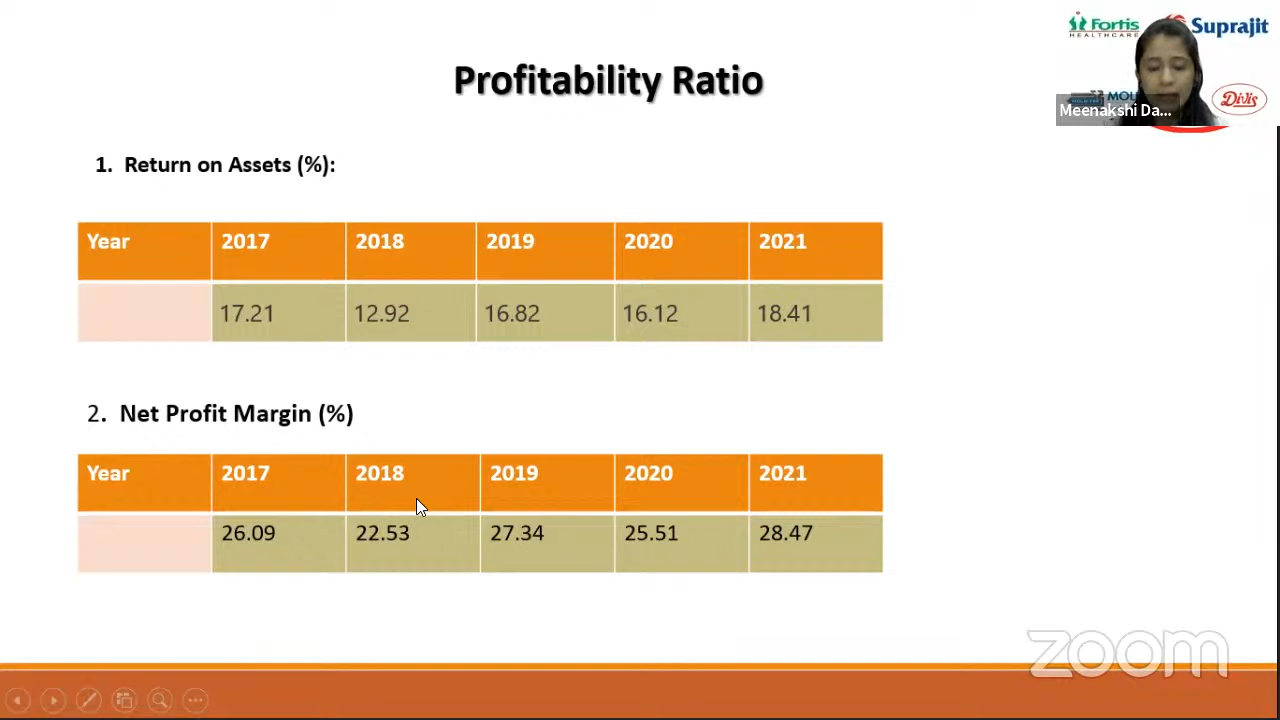 Fortis
HEALTHCARE
Suprajit
Profitability Ratio
Divis
Meenakshi Da...
1. Return on Assets (%):
Year 2017 2018 2019 2020 2021
17.21 12.92 16.82 16.12 18.41
2. Net Profit Margin (%)
Year 2017 2018 2019 2020 2021
26.09 22.53 27.34 25.51 28.47
zoom